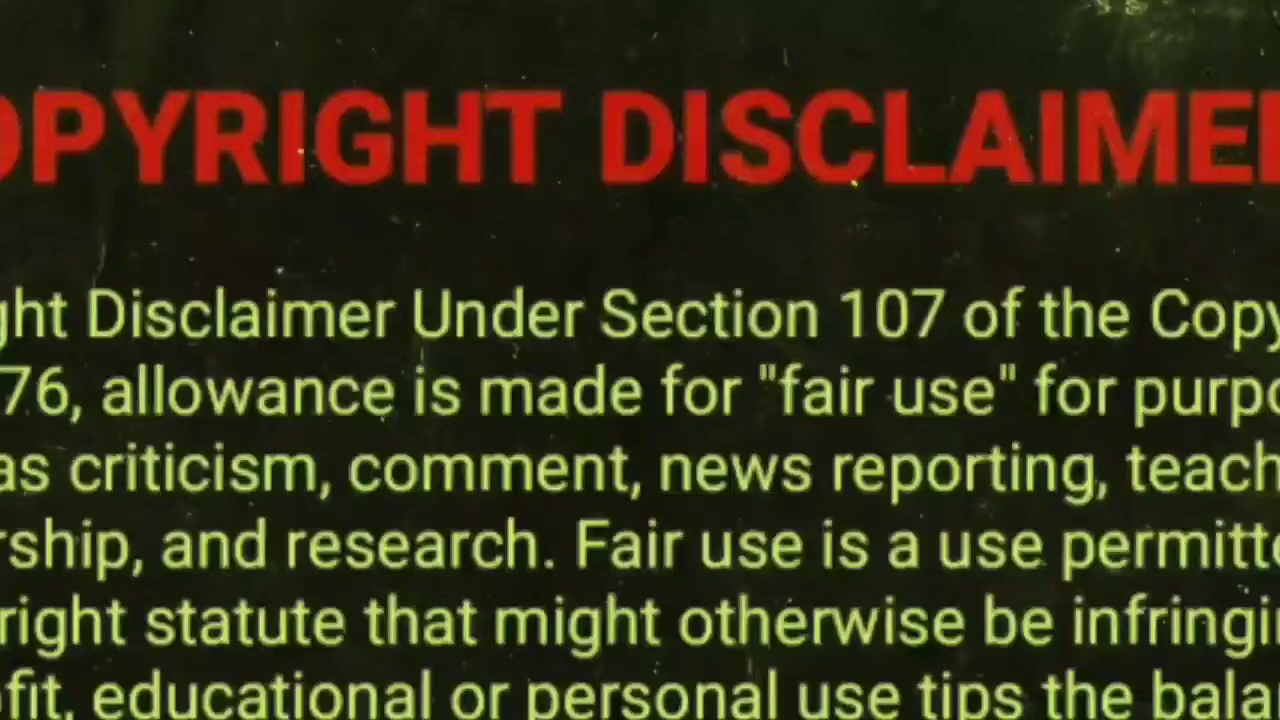 OPYRIGHT DISCLAIMER
ght Disclaimer Under Section 107 of the Copy
76, allowance is made for "fair use" for purpo
as criticism, comment, news reporting, teach
rship, and research. Fair use is a use permitte
right statute that might otherwise be infringi
ofit, educational or personal use tips the bala